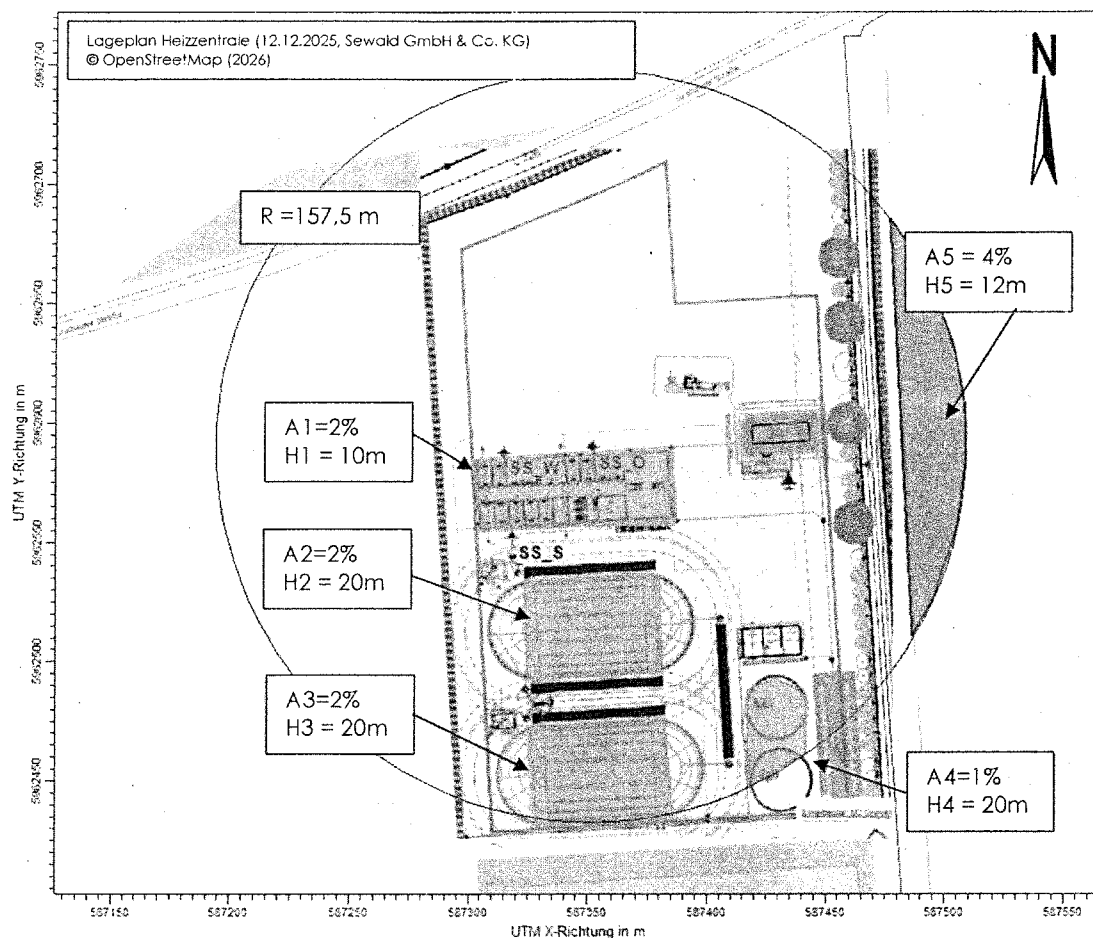 Lageplan Heizzentrale (12.12.2025, Sewald GmbH & Co. KG)
© OpenStreetMap (2026)
N
R =157,5 m
A5 = 4%
H5 = 12m
A1=2%
H1 = 10m
SS_W
SS_O
SS_S
A2=2%
H2 = 20m
A3=2%
H3 = 20m
A4=1%
H4 = 20m
UTM Y-Richtung in m
5962700
5962650
5962600
5962550
5962500
5962450
587150
587200
587250
587300
587350
587400
587450
587500
587550
UTM X-Richtung in m